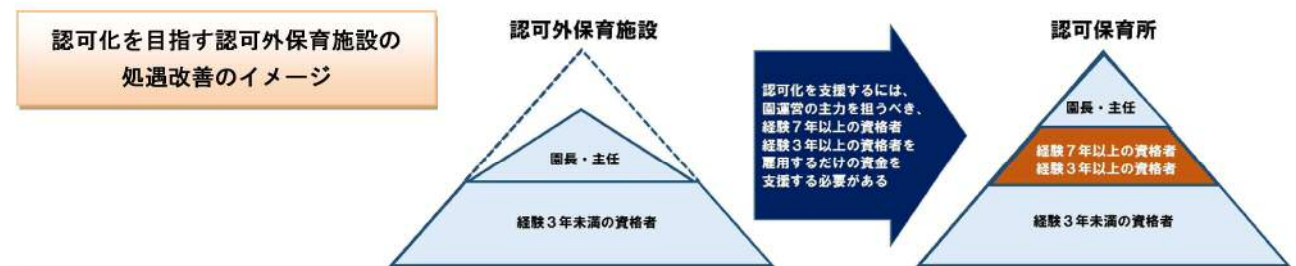 認可化を目指す認可外保育施設の
処遇改善のイメージ
認可外保育施設
園長・主任
経験3年未満の資格者
認可化を支援するには、
園運営の主力を担うべき、
経験7年以上の資格者
経験3年以上の資格者を
雇用するだけの資金を
支援する必要がある
認可保育所
園長・主任
経験7年以上の資格者
経験3年以上の資格者
経験3年未満の資格者